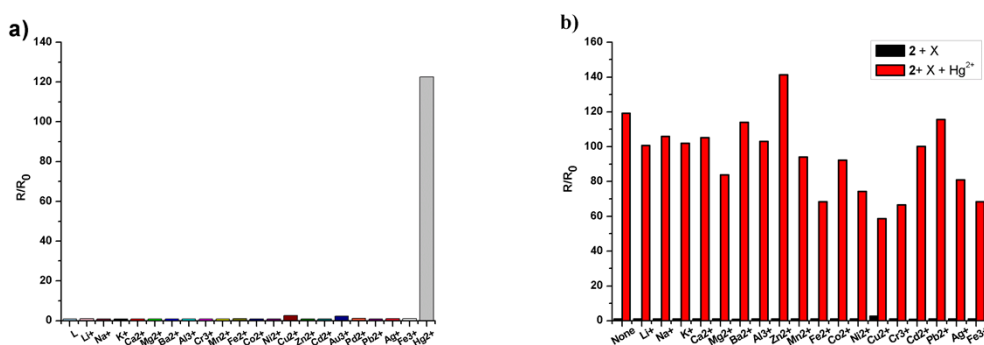 a)
R/R0
140
120
100
80
60
40
20
0
L Li+ Na+ K+ Ca2+ Mg2+ Ba2+ Al3+ Cr3+ Mn2+ Fe2+ Co2+ Ni2+ Cu2+ Zn2+ Cd2+ Au3+ Pd2+ Pb2+ Ag+ Fe3+ Hg2+
b)
2 + X
2+ X + Hg2+
R/R0
160
140
120
100
80
60
40
20
0
None Li+ Na+ K+ Ca2+ Mg2+ Ba2+ Al3+ Zn2+ Mn2+ Fe2+ Co2+ Ni2+ Cu2+ Cr3+ Cd2+ Pb2+ Ag+ Fe3+